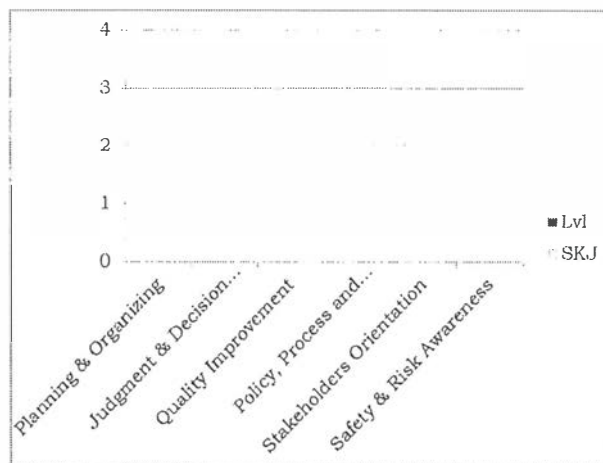 4
3
2
1
0
Lvl
SKJ
Planning & Organizing
Judgment & Decision...
Quality Improvement
Policy, Process and...
Stakeholders Orientation
Safety & Risk Awareness